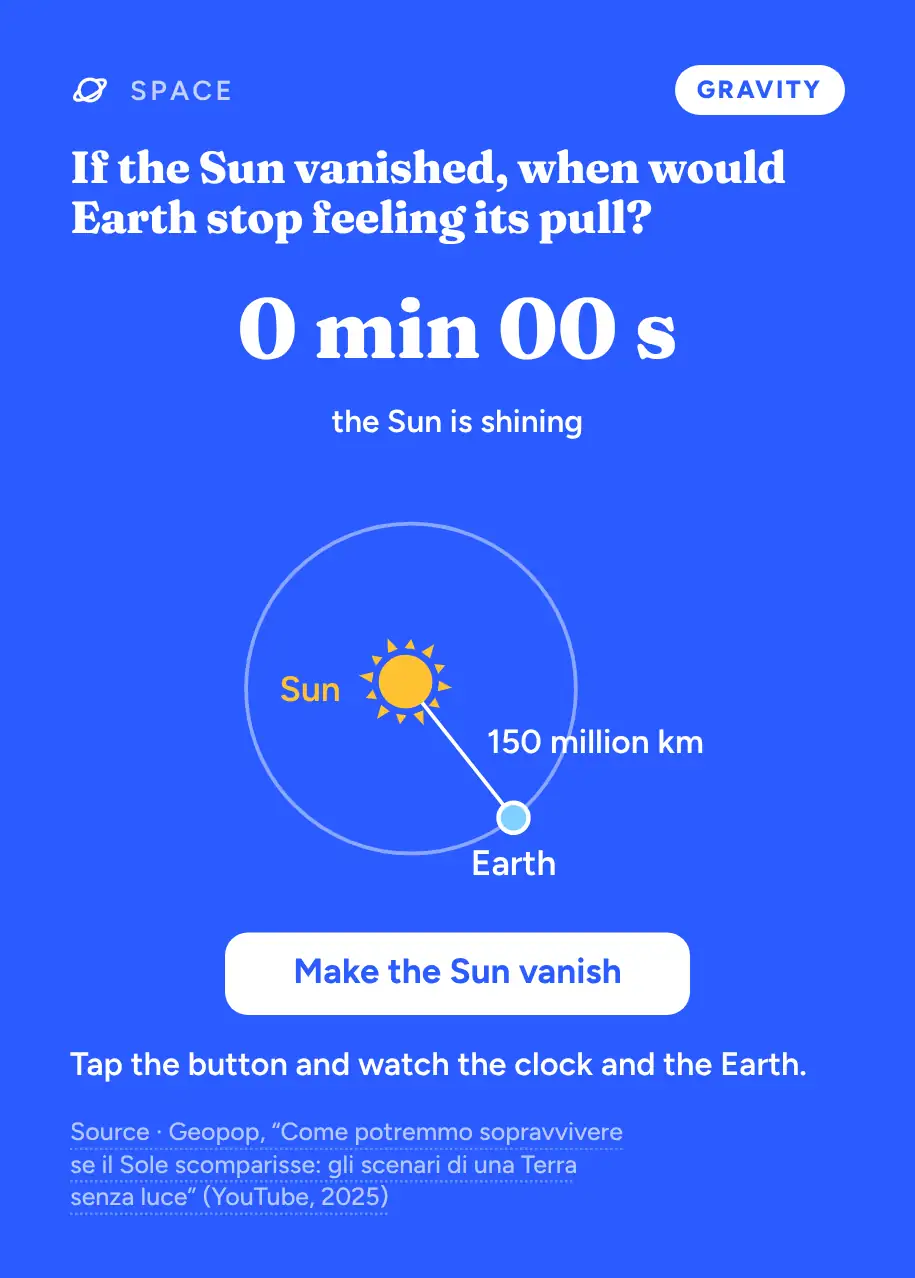 SPACE
GRAVITY
If the Sun vanished, when would
Earth stop feeling its pull?
0 min 00 s
the Sun is shining
Sun
150 million km
Earth
Make the Sun vanish
Tap the button and watch the clock and the Earth.
Source · Geopop, “Come potremmo sopravvivere
se il Sole scomparisse: gli scenari di una Terra
senza luce” (YouTube, 2025)